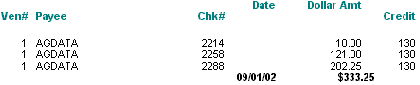 Date Dollar Amt
Ven# Payee Chk# Credit
1 AGDATA 2214 10.00 130
1 AGDATA 2258 121.00 130
1 AGDATA 2288 202.25 130
09/01/02 $333.25